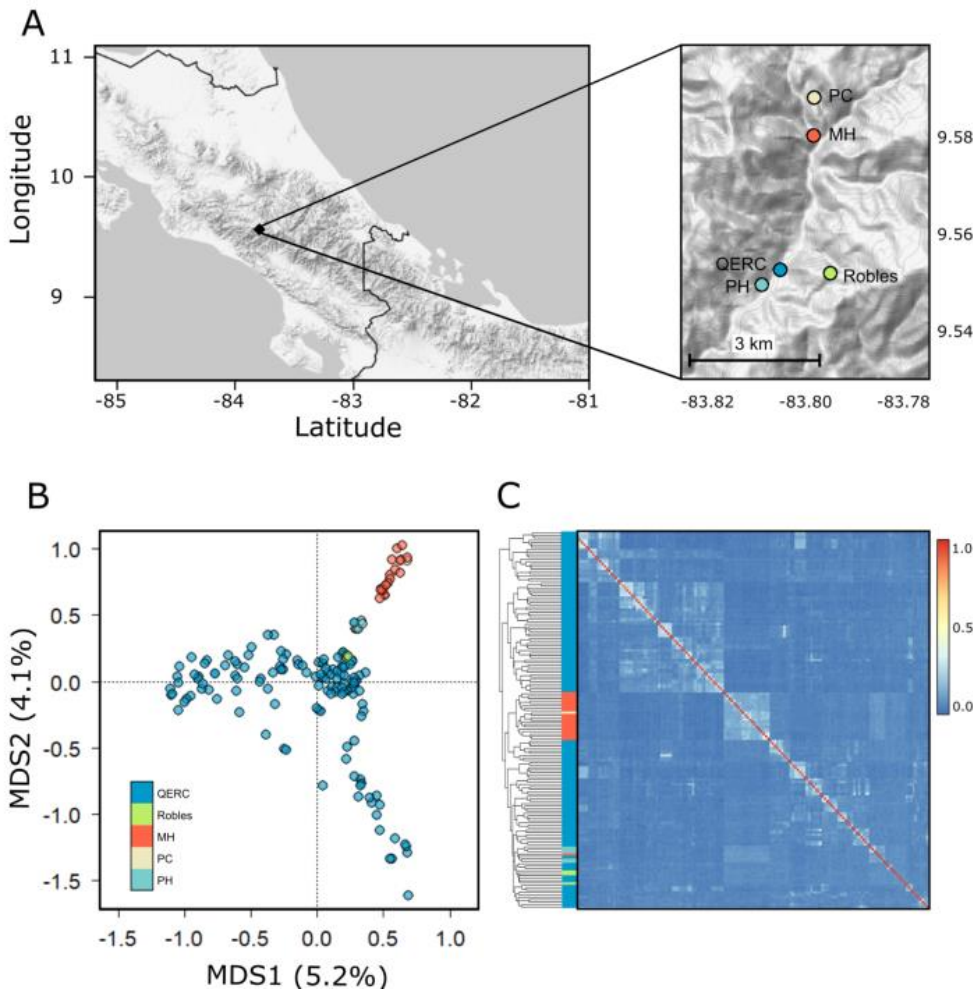 A
Longitude
11
10
9
-85
-84
-83
-82
-81
Latitude
PC
MH
QERC
PH
Robles
3 km
9.58
9.56
9.54
-83.82
-83.80
-83.78
B
MDS2 (4.1%)
1.0
0.5
0.0
-0.5
-1.0
-1.5
QERC
Robles
MH
PC
PH
-1.5
-1.0
-0.5
0.0
0.5
1.0
MDS1 (5.2%)
C
1.0
0.5
0.0